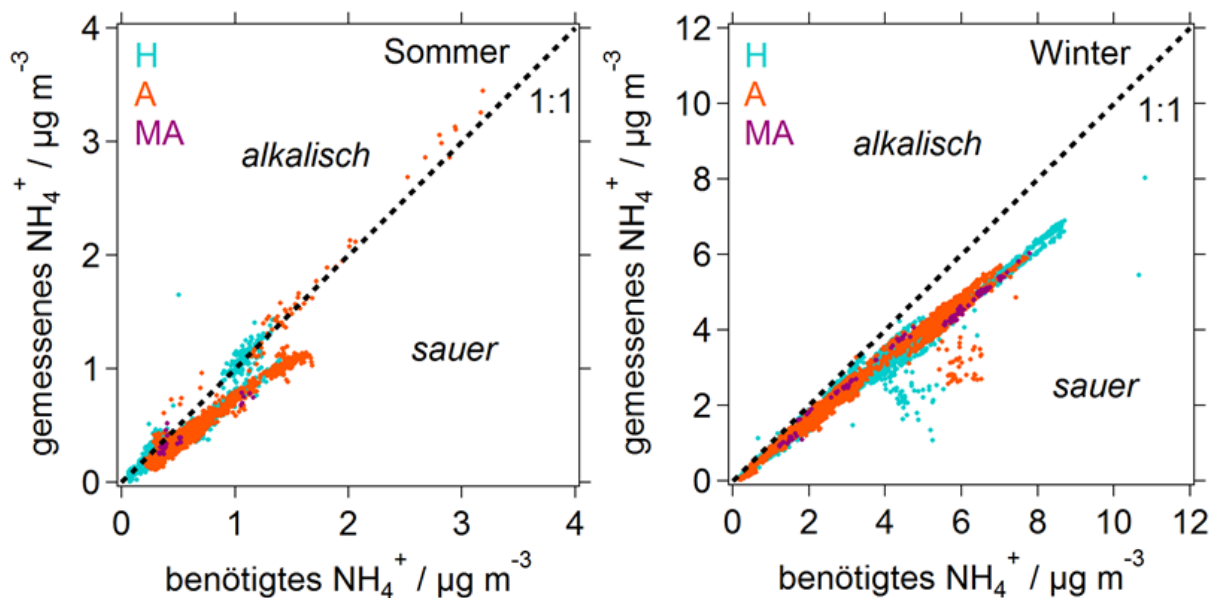 4
3
2
1
0
gemessenes NH₄⁺ / µg m⁻³
H
A
MA
Sommer
1:1
alkalisch
sauer
0 1 2 3 4
benötigtes NH₄⁺ / µg m⁻³
12
10
8
6
4
2
0
gemessenes NH₄⁺ / µg m⁻³
H
A
MA
Winter
1:1
alkalisch
sauer
0 2 4 6 8 10 12
benötigtes NH₄⁺ / µg m⁻³